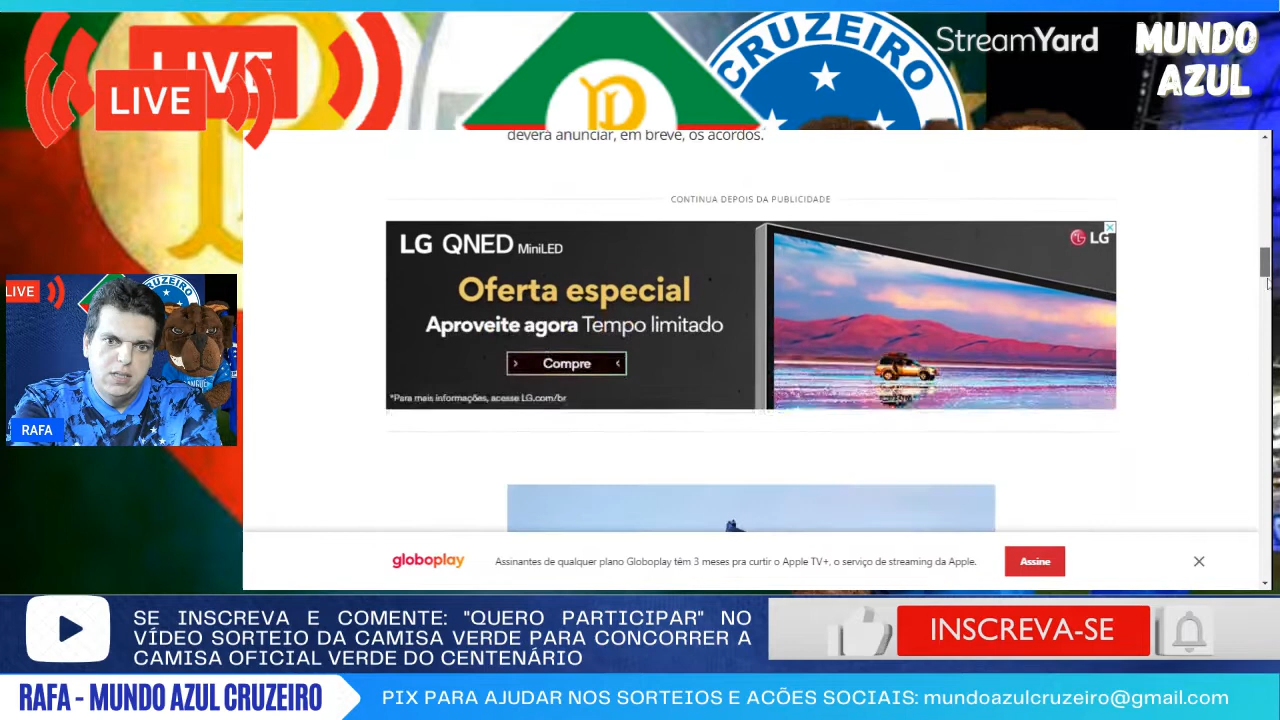 LIVE
LIVE
CRUZEIRO
StreamYard
MUNDO
AZUL
deverá anunciar, em breve, os acordos.
CONTINUA DEPOIS DA PUBLICIDADE
LG QNED MiniLED
LG
Oferta especial
Aproveite agora Tempo limitado
Compre
*Para mais informações, acesse LG.com/br
LIVE
CRUZEIRO
RAFA
globoplay
Assinantes de qualquer plano Globoplay têm 3 meses pra curtir o Apple TV+, o serviço de streaming da Apple.
Assine
SE INSCREVA E COMENTE: "QUERO PARTICIPAR" NO
VÍDEO SORTEIO DA CAMISA VERDE PARA CONCORRER A
CAMISA OFICIAL VERDE DO CENTENÁRIO
INSCREVA-SE
RAFA - MUNDO AZUL CRUZEIRO
PIX PARA AJUDAR NOS SORTEIOS E ACÕES SOCIAIS: mundoazulcruzeiro@gmail.com